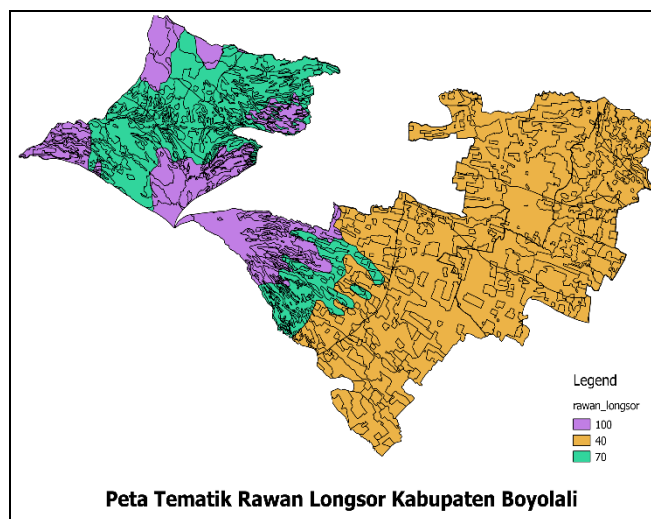 Legend
rawan_longsor
100
40
70
Peta Tematik Rawan Longsor Kabupaten Boyolali